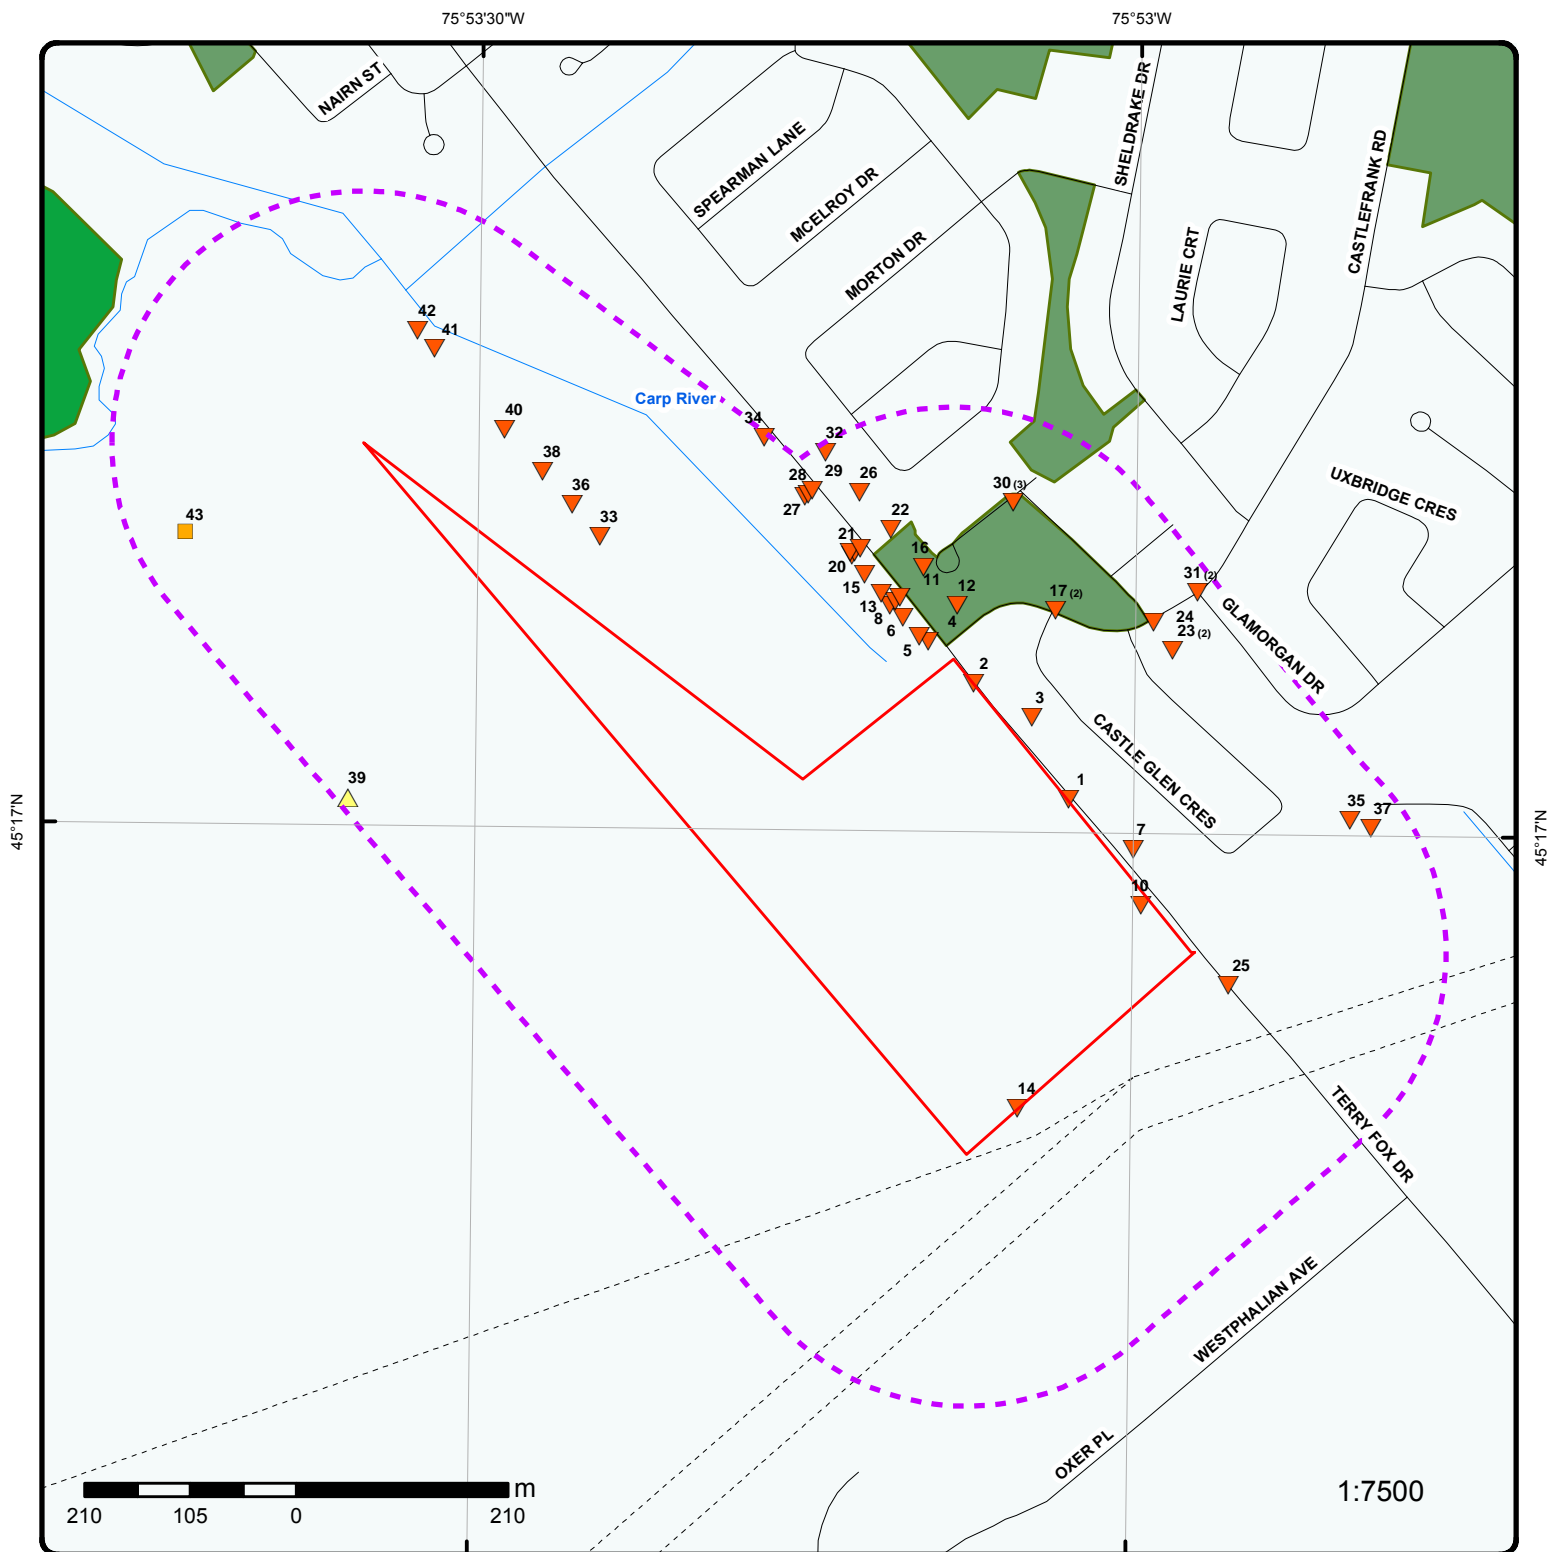 75°53'30"W
75°53'W
NAIRN ST
SPEARMAN LANE
MCELROY DR
MORTON DR
SHELDRAKE DR
LAURIE CRT
CASTLEFRANK RD
42
41
Carp River
40
34
32
38
28
29
26
30 (3)
UXBRIDGE CRES
36
27
43
33
22
21
16
20
11
31 (2)
15
12
17 (2)
13
8
4
24
6
23 (2)
GLAMORGAN DR
5
2
3
CASTLE GLEN CRES
39
1
35
37
45°17'N
45°17'N
7
10
25
14
TERRY FOX DR
WESTPHALIAN AVE
OXER PL
m
210
105
0
210
1:7500